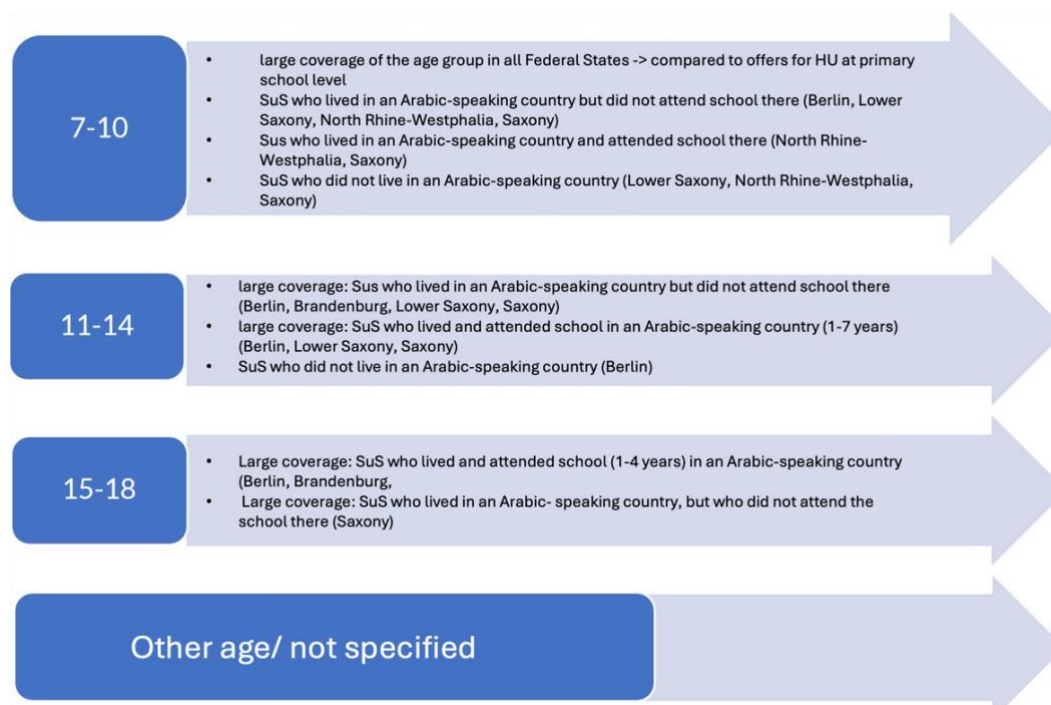 7-10
• large coverage of the age group in all Federal States -> compared to offers for HU at primary
school level
• SuS who lived in an Arabic-speaking country but did not attend school there (Berlin, Lower
Saxony, North Rhine-Westphalia, Saxony)
• Sus who lived in an Arabic-speaking country and attended school there (North Rhine-
Westphalia, Saxony)
• SuS who did not live in an Arabic-speaking country (Lower Saxony, North Rhine-Westphalia,
Saxony)
11-14
• large coverage: Sus who lived in an Arabic-speaking country but did not attend school there
(Berlin, Brandenburg, Lower Saxony, Saxony)
• large coverage: SuS who lived and attended school in an Arabic-speaking country (1-7 years)
(Berlin, Lower Saxony, Saxony)
• SuS who did not live in an Arabic-speaking country (Berlin)
15-18
• Large coverage: SuS who lived and attended school (1-4 years) in an Arabic-speaking country
(Berlin, Brandenburg,
• Large coverage: SuS who lived in an Arabic- speaking country, but who did not attend the
school there (Saxony)
Other age/ not specified